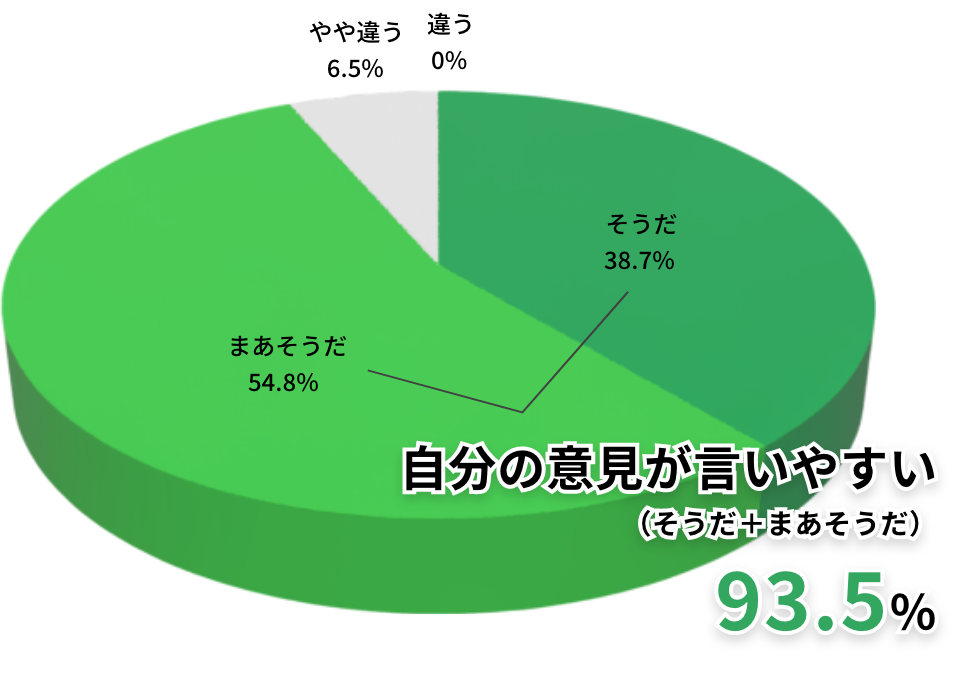 やや違う
6.5%
違う
0%
そうだ
38.7%
まあそうだ
54.8%
自分の意見が言いやすい
（そうだ＋まあそうだ）
93.5%